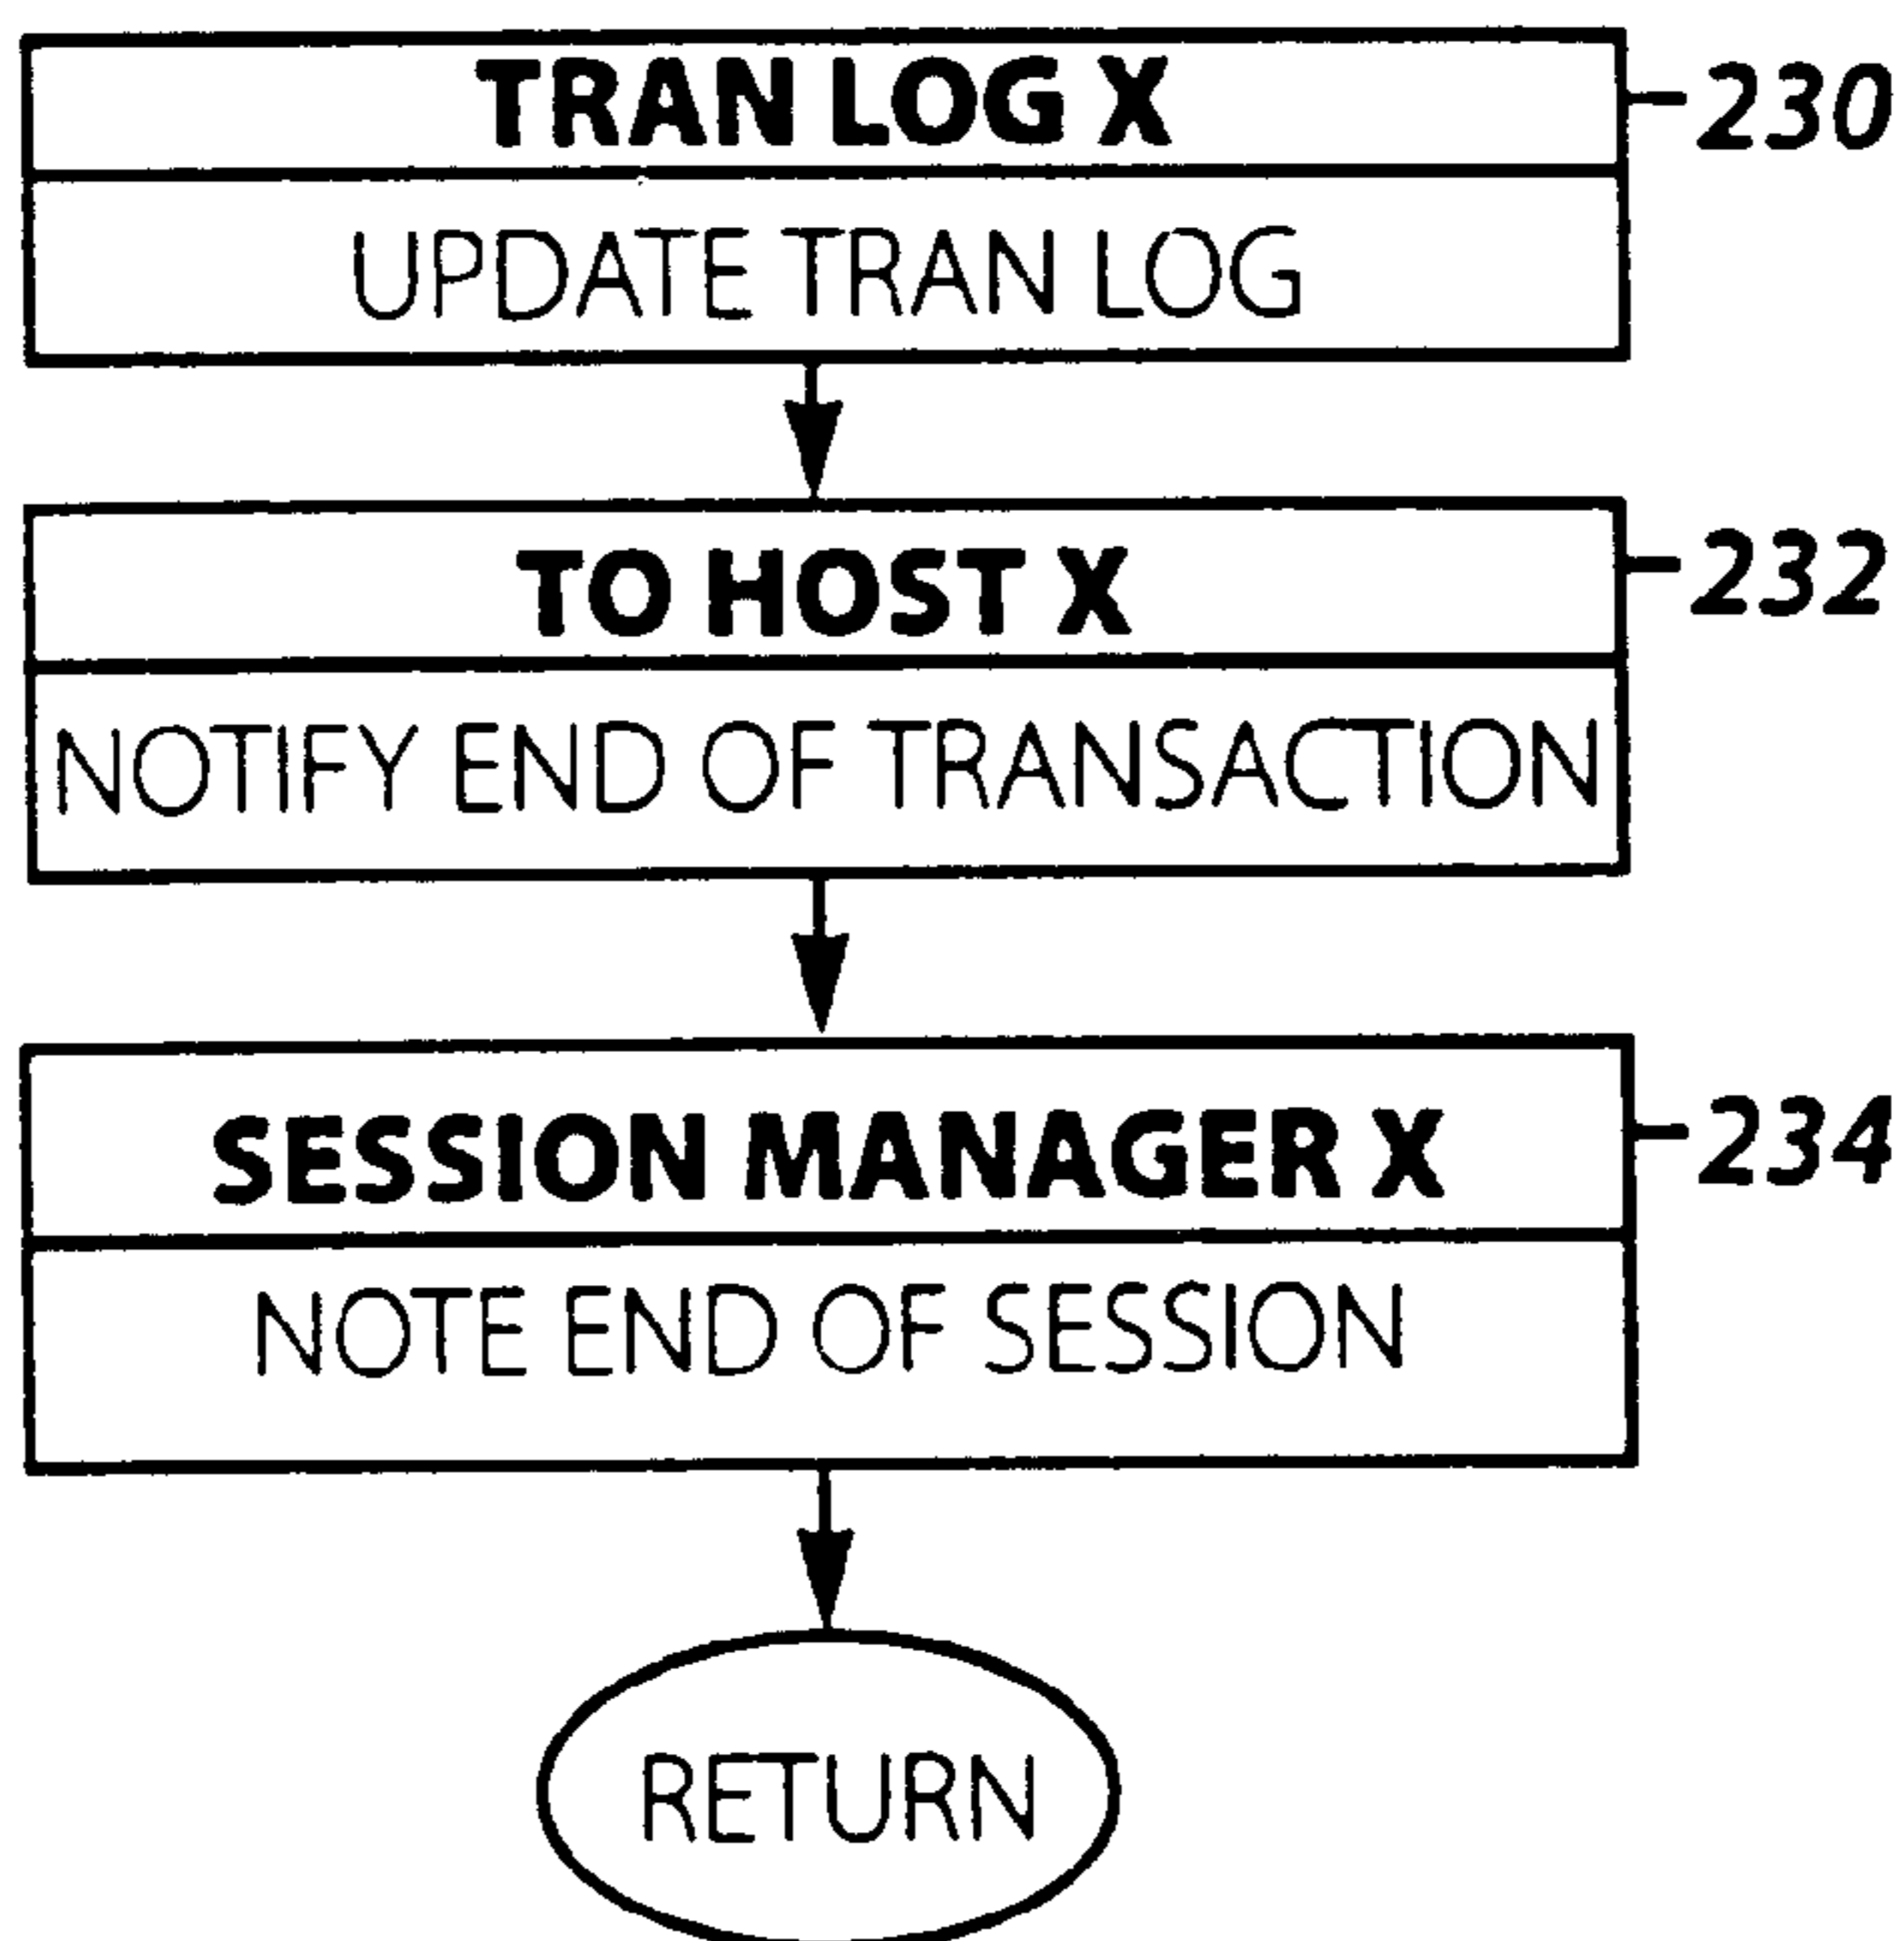 TRAN LOG X
230
UPDATE TRAN LOG
TO HOST X
232
NOTIFY END OF TRANSACTION
SESSION MANAGER X
234
NOTE END OF SESSION
RETURN